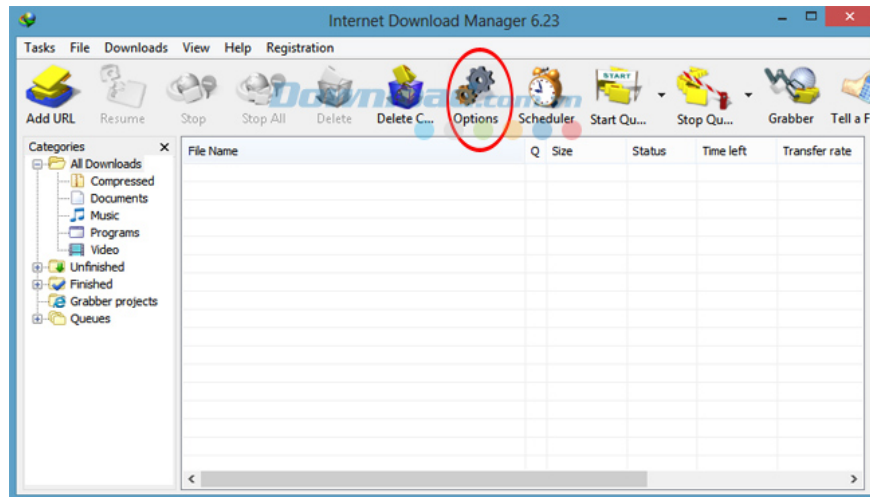 Internet Download Manager 6.23
Tasks File Downloads View Help Registration
Add URL Resume Stop Stop All Delete Delete C... Options Scheduler Start Qu... Stop Qu... Grabber Tell a F
START
Categories
File Name Q Size Status Time left Transfer rate
All Downloads
Compressed
Documents
Music
Programs
Video
Unfinished
Finished
Grabber projects
Queues